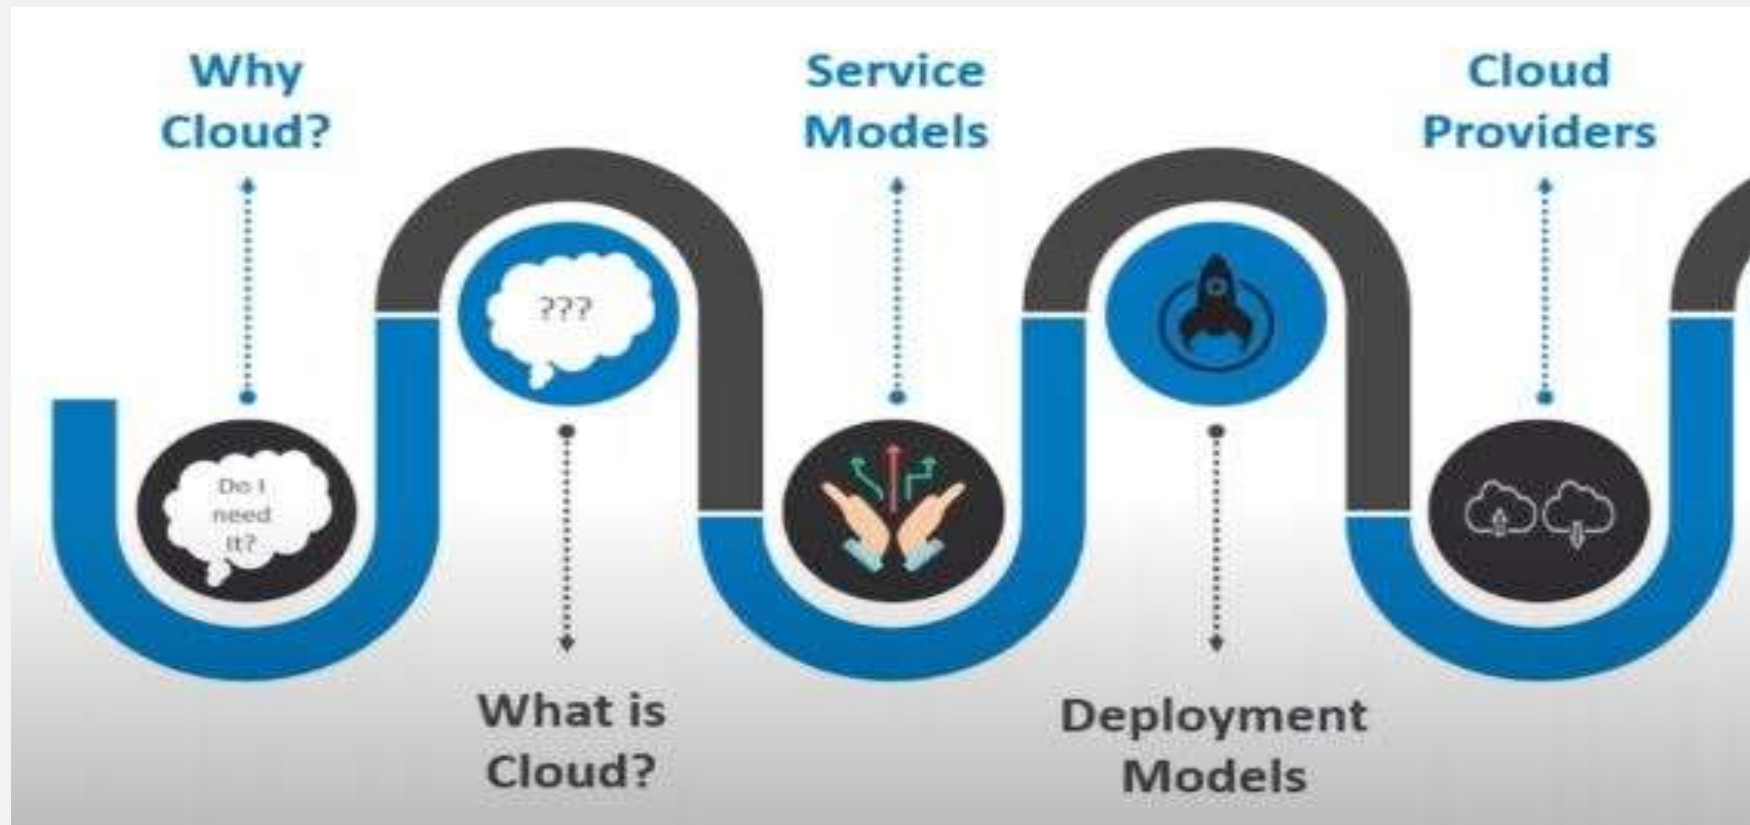 Why
Cloud?
Service
Models
Cloud
Providers
???
Do I
need
It?
What is
Cloud?
Deployment
Models